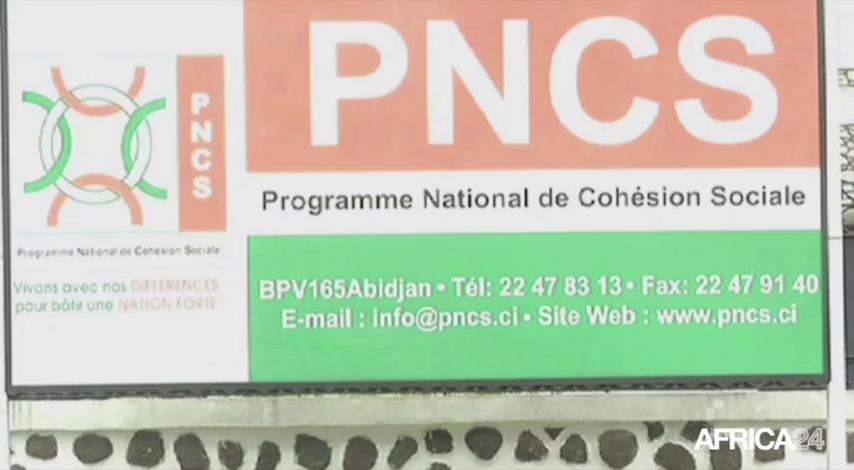 PNCS
PNCS
Programme National de Cohésion Sociale
Programme National de Cohésion Sociale
Vivons avec nos DIFFÉRENCES
pour bâtir une NATION FORTE
BPV165Abidjan • Tél: 22 47 83 13 • Fax: 22 47 91 40
E-mail : info@pncs.ci • Site Web : www.pncs.ci
AFRICA24